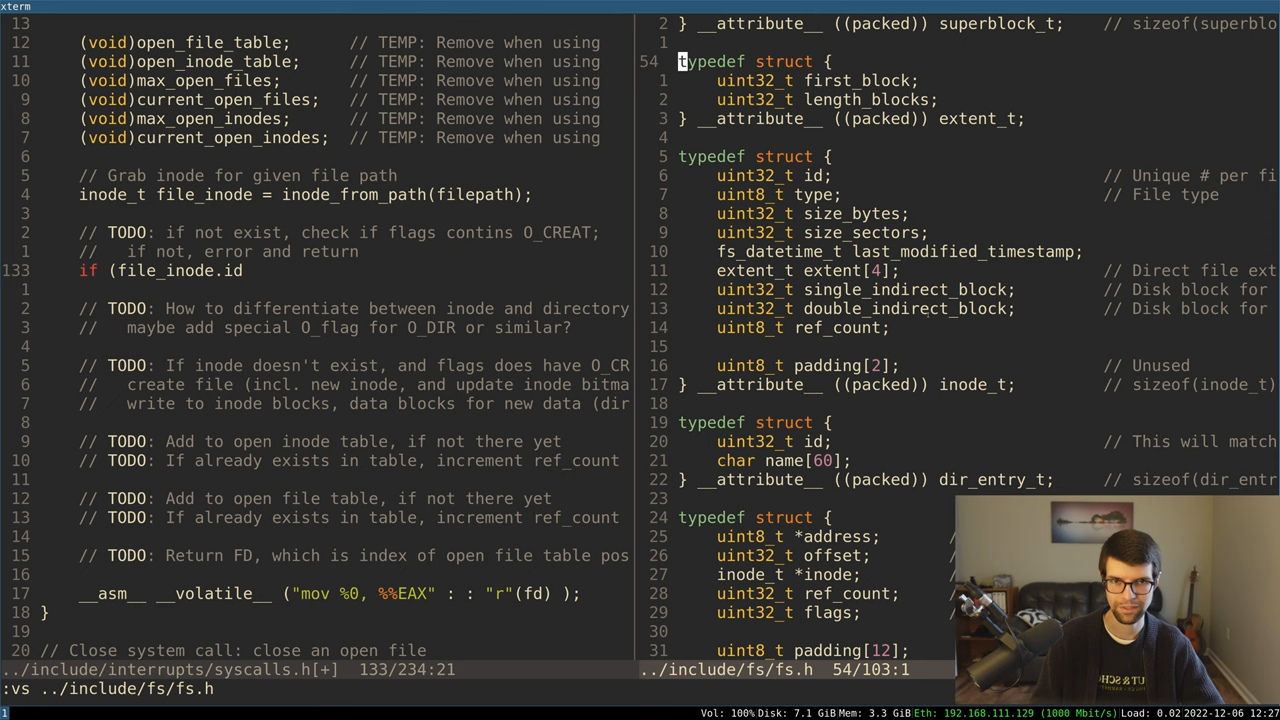 xterm
13
12     (void)open_file_table;      // TEMP: Remove when using
11     (void)open_inode_table;     // TEMP: Remove when using
10     (void)max_open_files;       // TEMP: Remove when using
9     (void)current_open_files;   // TEMP: Remove when using
8     (void)max_open_inodes;      // TEMP: Remove when using
7     (void)current_open_inodes;  // TEMP: Remove when using
6
5     // Grab inode for given file path
4     inode_t file_inode = inode_from_path(filepath);
3
2     // TODO: if not exist, check if flags contins O_CREAT;
1     //   if not, error and return
133     if (file_inode.id
1
2     // TODO: How to differentiate between inode and directory
3     //   maybe add special O_flag for O_DIR or similar?
4
5     // TODO: If inode doesn't exist, and flags does have O_CR
6     //   create file (incl. new inode, and update inode bitma
7     //   write to inode blocks, data blocks for new data (dir
8
9     // TODO: Add to open inode table, if not there yet
10     // TODO: If already exists in table, increment ref_count
11
12     // TODO: Add to open file table, if not there yet
13     // TODO: If already exists in table, increment ref_count
14
15     // TODO: Return FD, which is index of open file table pos
16
17     __asm__ __volatile__ ("mov %0, %%EAX" : : "r"(fd) );
18 }
19
20 // Close system call: close an open file
../include/interrupts/syscalls.h[+]  133/234:21
2 } __attribute__ ((packed)) superblock_t;    // sizeof(superblo
1
54 typedef struct {
1     uint32_t first_block;
2     uint32_t length_blocks;
3 } __attribute__ ((packed)) extent_t;
4
5 typedef struct {
6     uint32_t id;                            // Unique # per fi
7     uint8_t type;                           // File type
8     uint32_t size_bytes;
9     uint32_t size_sectors;
10     fs_datetime_t last_modified_timestamp;
11     extent_t extent[4];                     // Direct file ext
12     uint32_t single_indirect_block;         // Disk block for
13     uint32_t double_indirect_block;         // Disk block for
14     uint8_t ref_count;
15
16     uint8_t padding[2];                     // Unused
17 } __attribute__ ((packed)) inode_t;         // sizeof(inode_t)
18
19 typedef struct {
20     uint32_t id;                            // This will match
21     char name[60];
22 } __attribute__ ((packed)) dir_entry_t;     // sizeof(dir_entr
23
24 typedef struct {
25     uint8_t *address;       /
26     uint32_t offset;        /
27     inode_t *inode;         /
28     uint32_t ref_count;     /
29     uint32_t flags;         /
30
31     uint8_t padding[12];    /
../include/fs/fs.h  54/103:1
:vs ../include/fs/fs.h
1
Vol: 100% Disk: 7.1 GiB Mem: 3.3 GiB Eth: 192.168.111.129 (1000 Mbit/s) Load: 0.02 2022-12-06 12:27